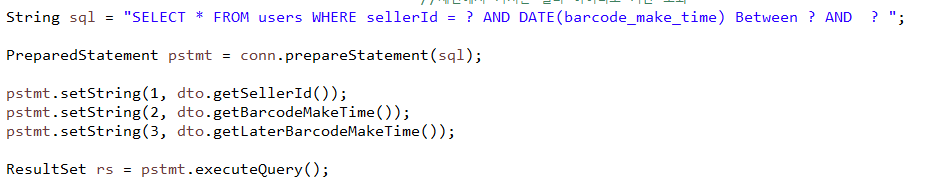 String sql = "SELECT * FROM users WHERE sellerId = ? AND DATE(barcode_make_time) Between ? AND  ? ";
PreparedStatement pstmt = conn.prepareStatement(sql);
pstmt.setString(1, dto.getSellerId());
pstmt.setString(2, dto.getBarcodeMakeTime());
pstmt.setString(3, dto.getLaterBarcodeMakeTime());
ResultSet rs = pstmt.executeQuery();